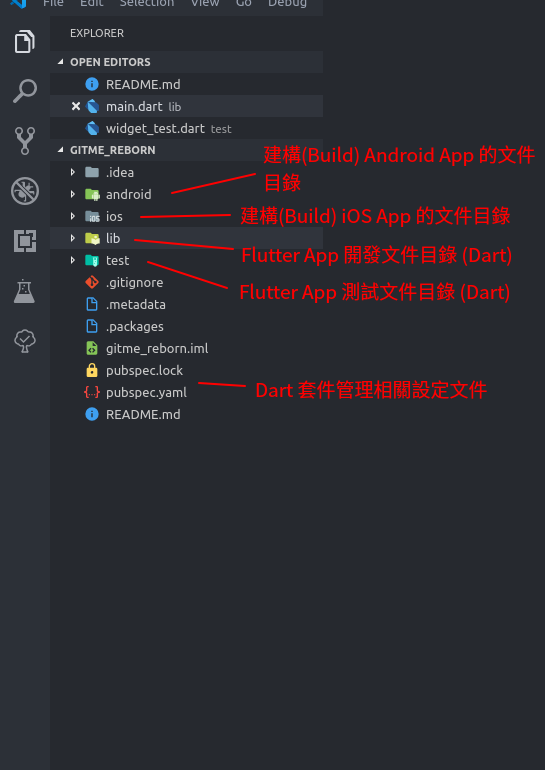 File Edit Selection View Go Debug
EXPLORER
OPEN EDITORS
README.md
main.dart lib
widget_test.dart test
GITME_REBORN
.idea
android
ios
lib
test
.gitignore
.metadata
.packages
gitme_reborn.iml
pubspec.lock
pubspec.yaml
README.md
建構(Build) Android App 的文件
目錄
建構(Build) iOS App 的文件目錄
Flutter App 開發文件目錄 (Dart)
Flutter App 測試文件目錄 (Dart)
Dart 套件管理相關設定文件